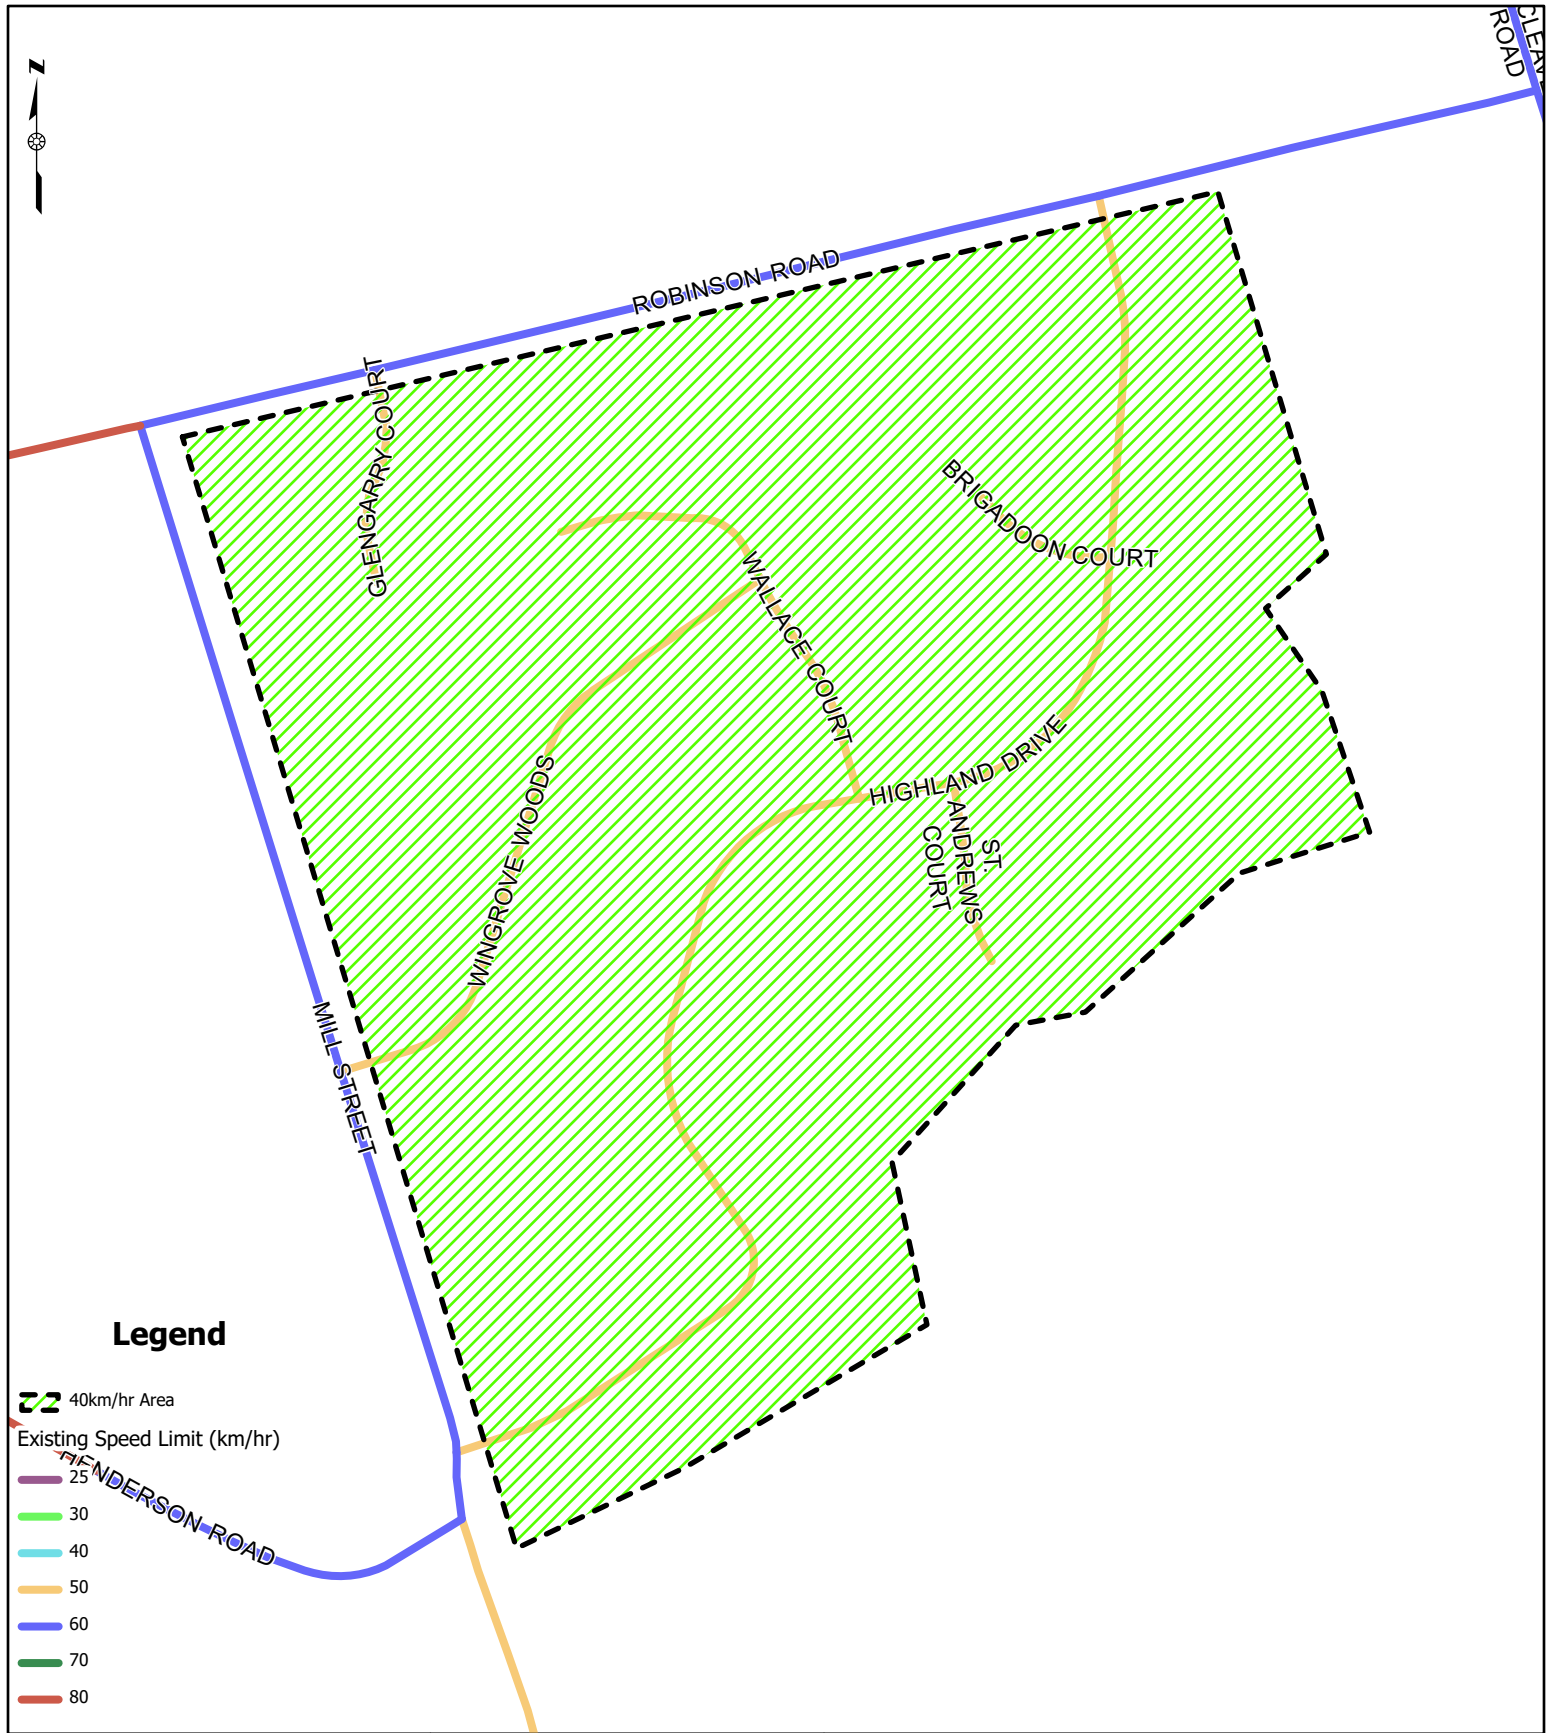 ROAD
N
ROBINSON ROAD
GLENGARRY COURT
BRIGADOON COURT
WALLACE COURT
HIGHLAND DRIVE
WINGROVE WOODS
ST.
ANDREWS
COURT
MILL STREET
Legend
40km/hr Area
Existing Speed Limit (km/hr)
HENDERSON ROAD
25
30
40
50
60
70
80